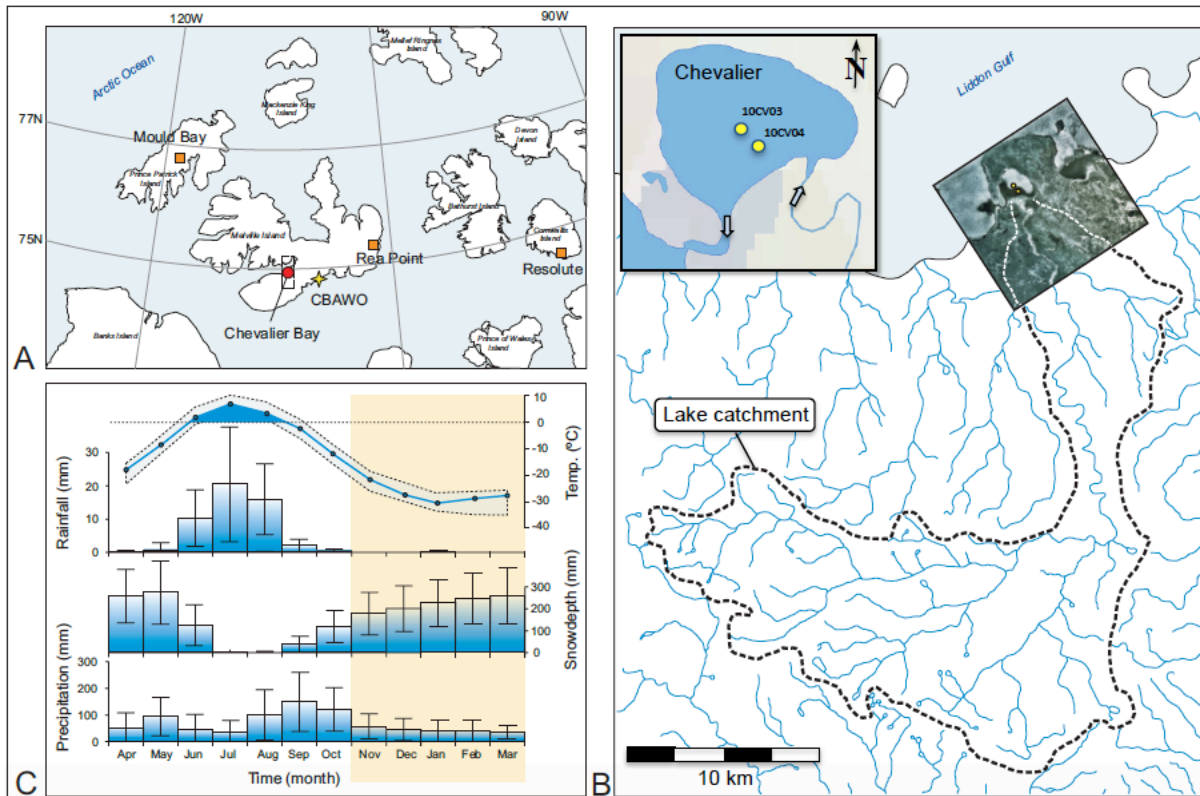 120W
90W
Mellef Ringnes
Island
Arctic Ocean
Mackenzie King
Island
77N
Mould Bay
Devon
Island
Prince Patrick
Island
Bathurst Island
Cornwallis
Island
75N
Melville Island
Rea Point
Resolute
CBAWO
Chevalier Bay
Banks Island
Prince of Wales
Island
A
30
20
10
0
Rainfall (mm)
10
0
-10
-20
-30
-40
Temp. (ºC)
300
200
100
0
Snowdepth (mm)
300
200
100
0
Precipitation (mm)
Apr May Jun Jul Aug Sep Oct Nov Dec Jan Feb Mar
Time (month)
C
Chevalier
N
10CV03
10CV04
Liddon Gulf
Lake catchment
10 km
B